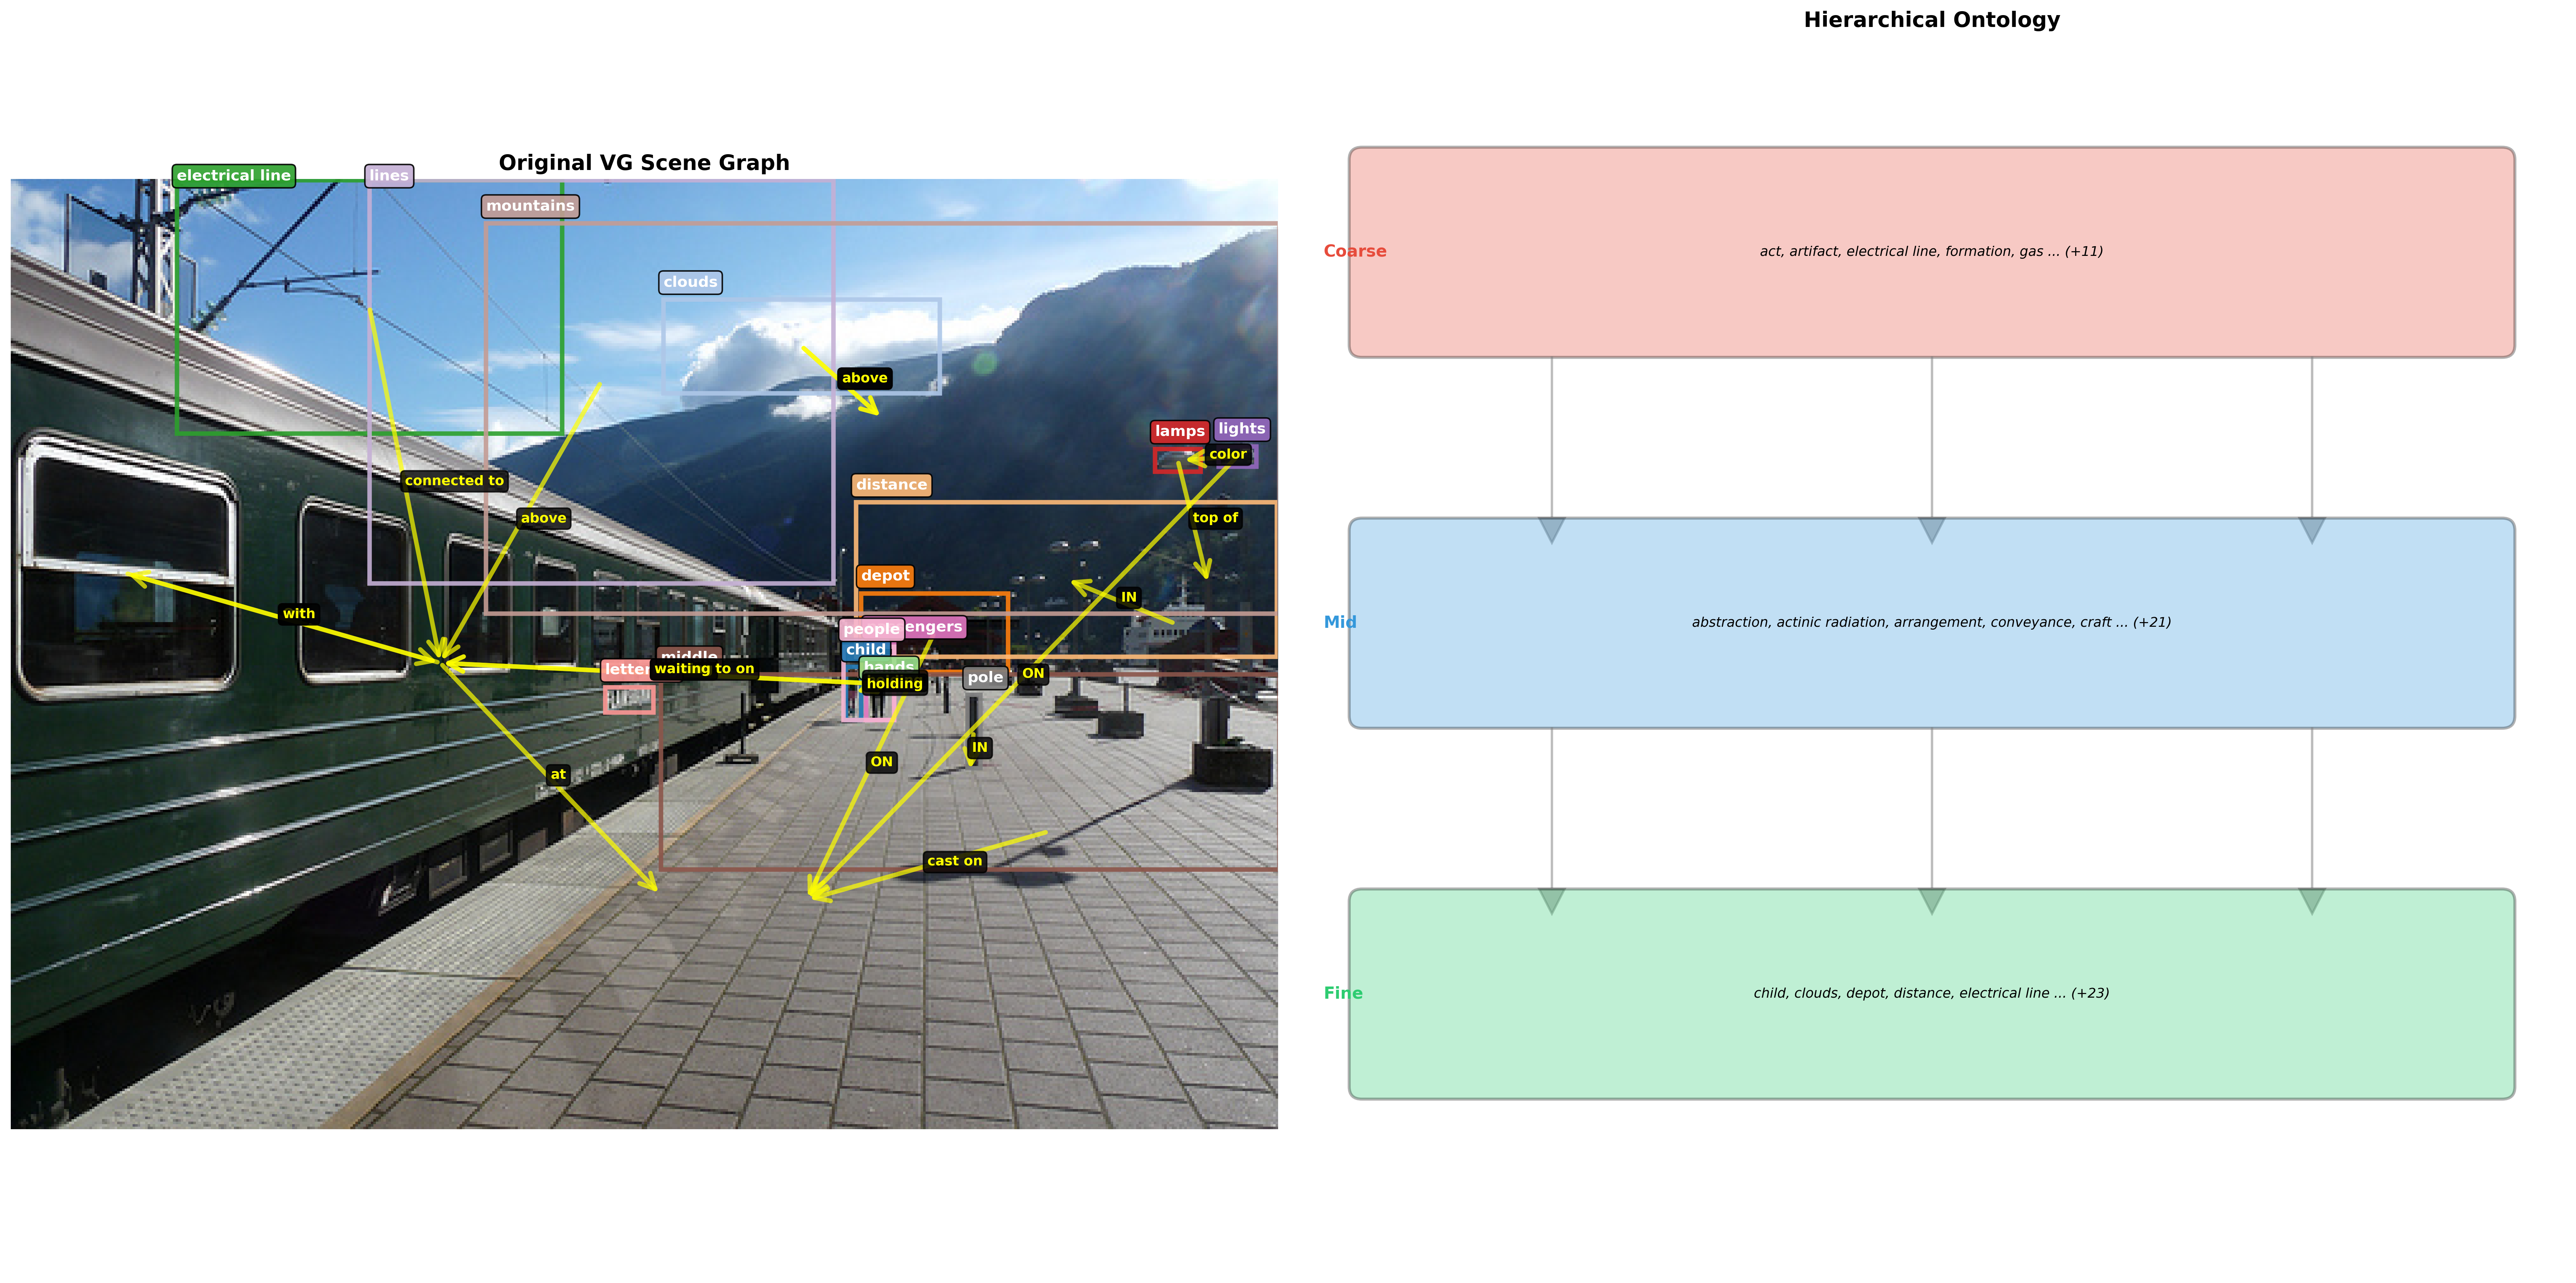 Hierarchical Ontology
Original VG Scene Graph
electrical line
lines
mountains
clouds
above
lamps
lights
color
connected to
distance
above
top of
depot
IN
with
people
engers
child
middle
letter
waiting to on
hands
holding
pole
ON
IN
ON
at
cast on
Coarse
act, artifact, electrical line, formation, gas ... (+11)
Mid
abstraction, actinic radiation, arrangement, conveyance, craft ... (+21)
Fine
child, clouds, depot, distance, electrical line ... (+23)